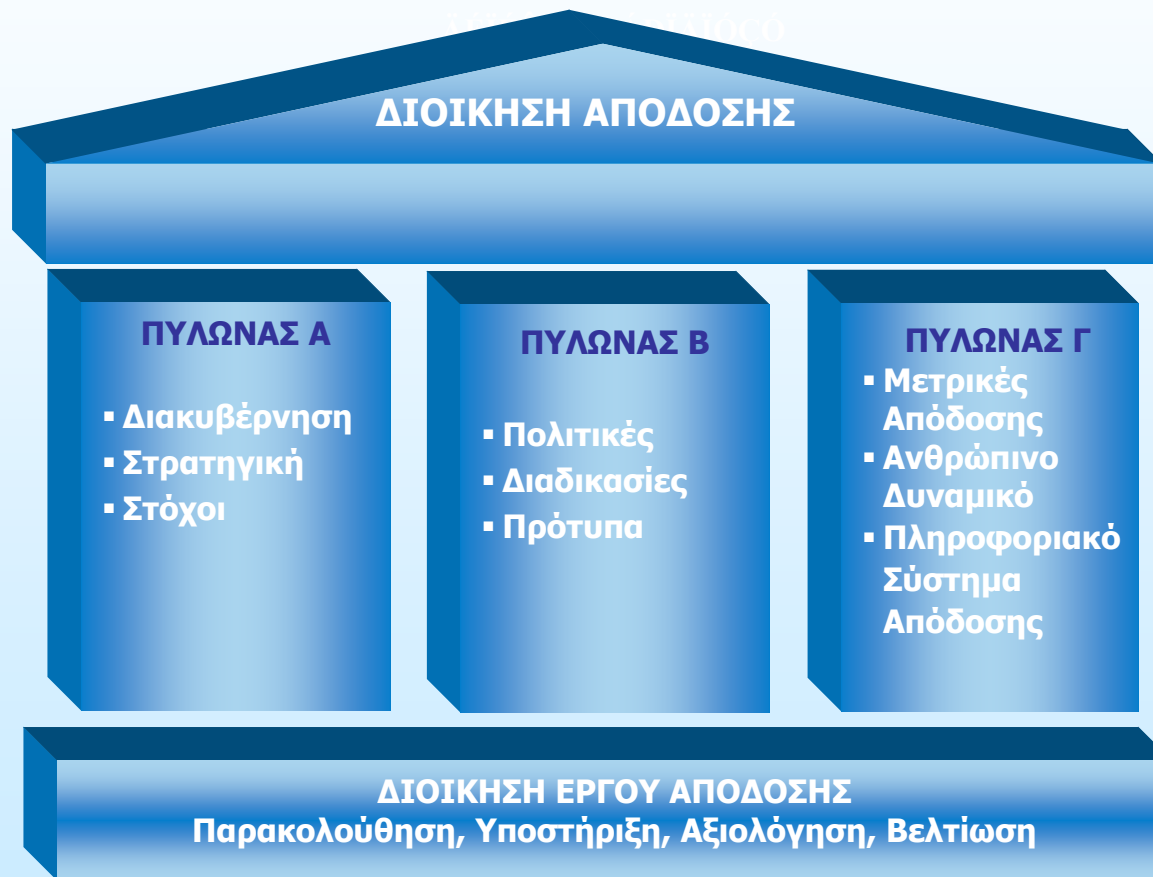 ΔΙΟΙΚΗΣΗ ΑΠΟΔΟΣΗΣ
ΠΥΛΩΝΑΣ Α
▪ Διακυβέρνηση
▪ Στρατηγική
▪ Στόχοι
ΠΥΛΩΝΑΣ Β
▪ Πολιτικές
▪ Διαδικασίες
▪ Πρότυπα
ΠΥΛΩΝΑΣ Γ
▪ Μετρικές
Απόδοσης
▪ Ανθρώπινο
Δυναμικό
▪ Πληροφοριακό
Σύστημα
Απόδοσης
ΔΙΟΙΚΗΣΗ ΕΡΓΟΥ ΑΠΟΔΟΣΗΣ
Παρακολούθηση, Υποστήριξη, Αξιολόγηση, Βελτίωση